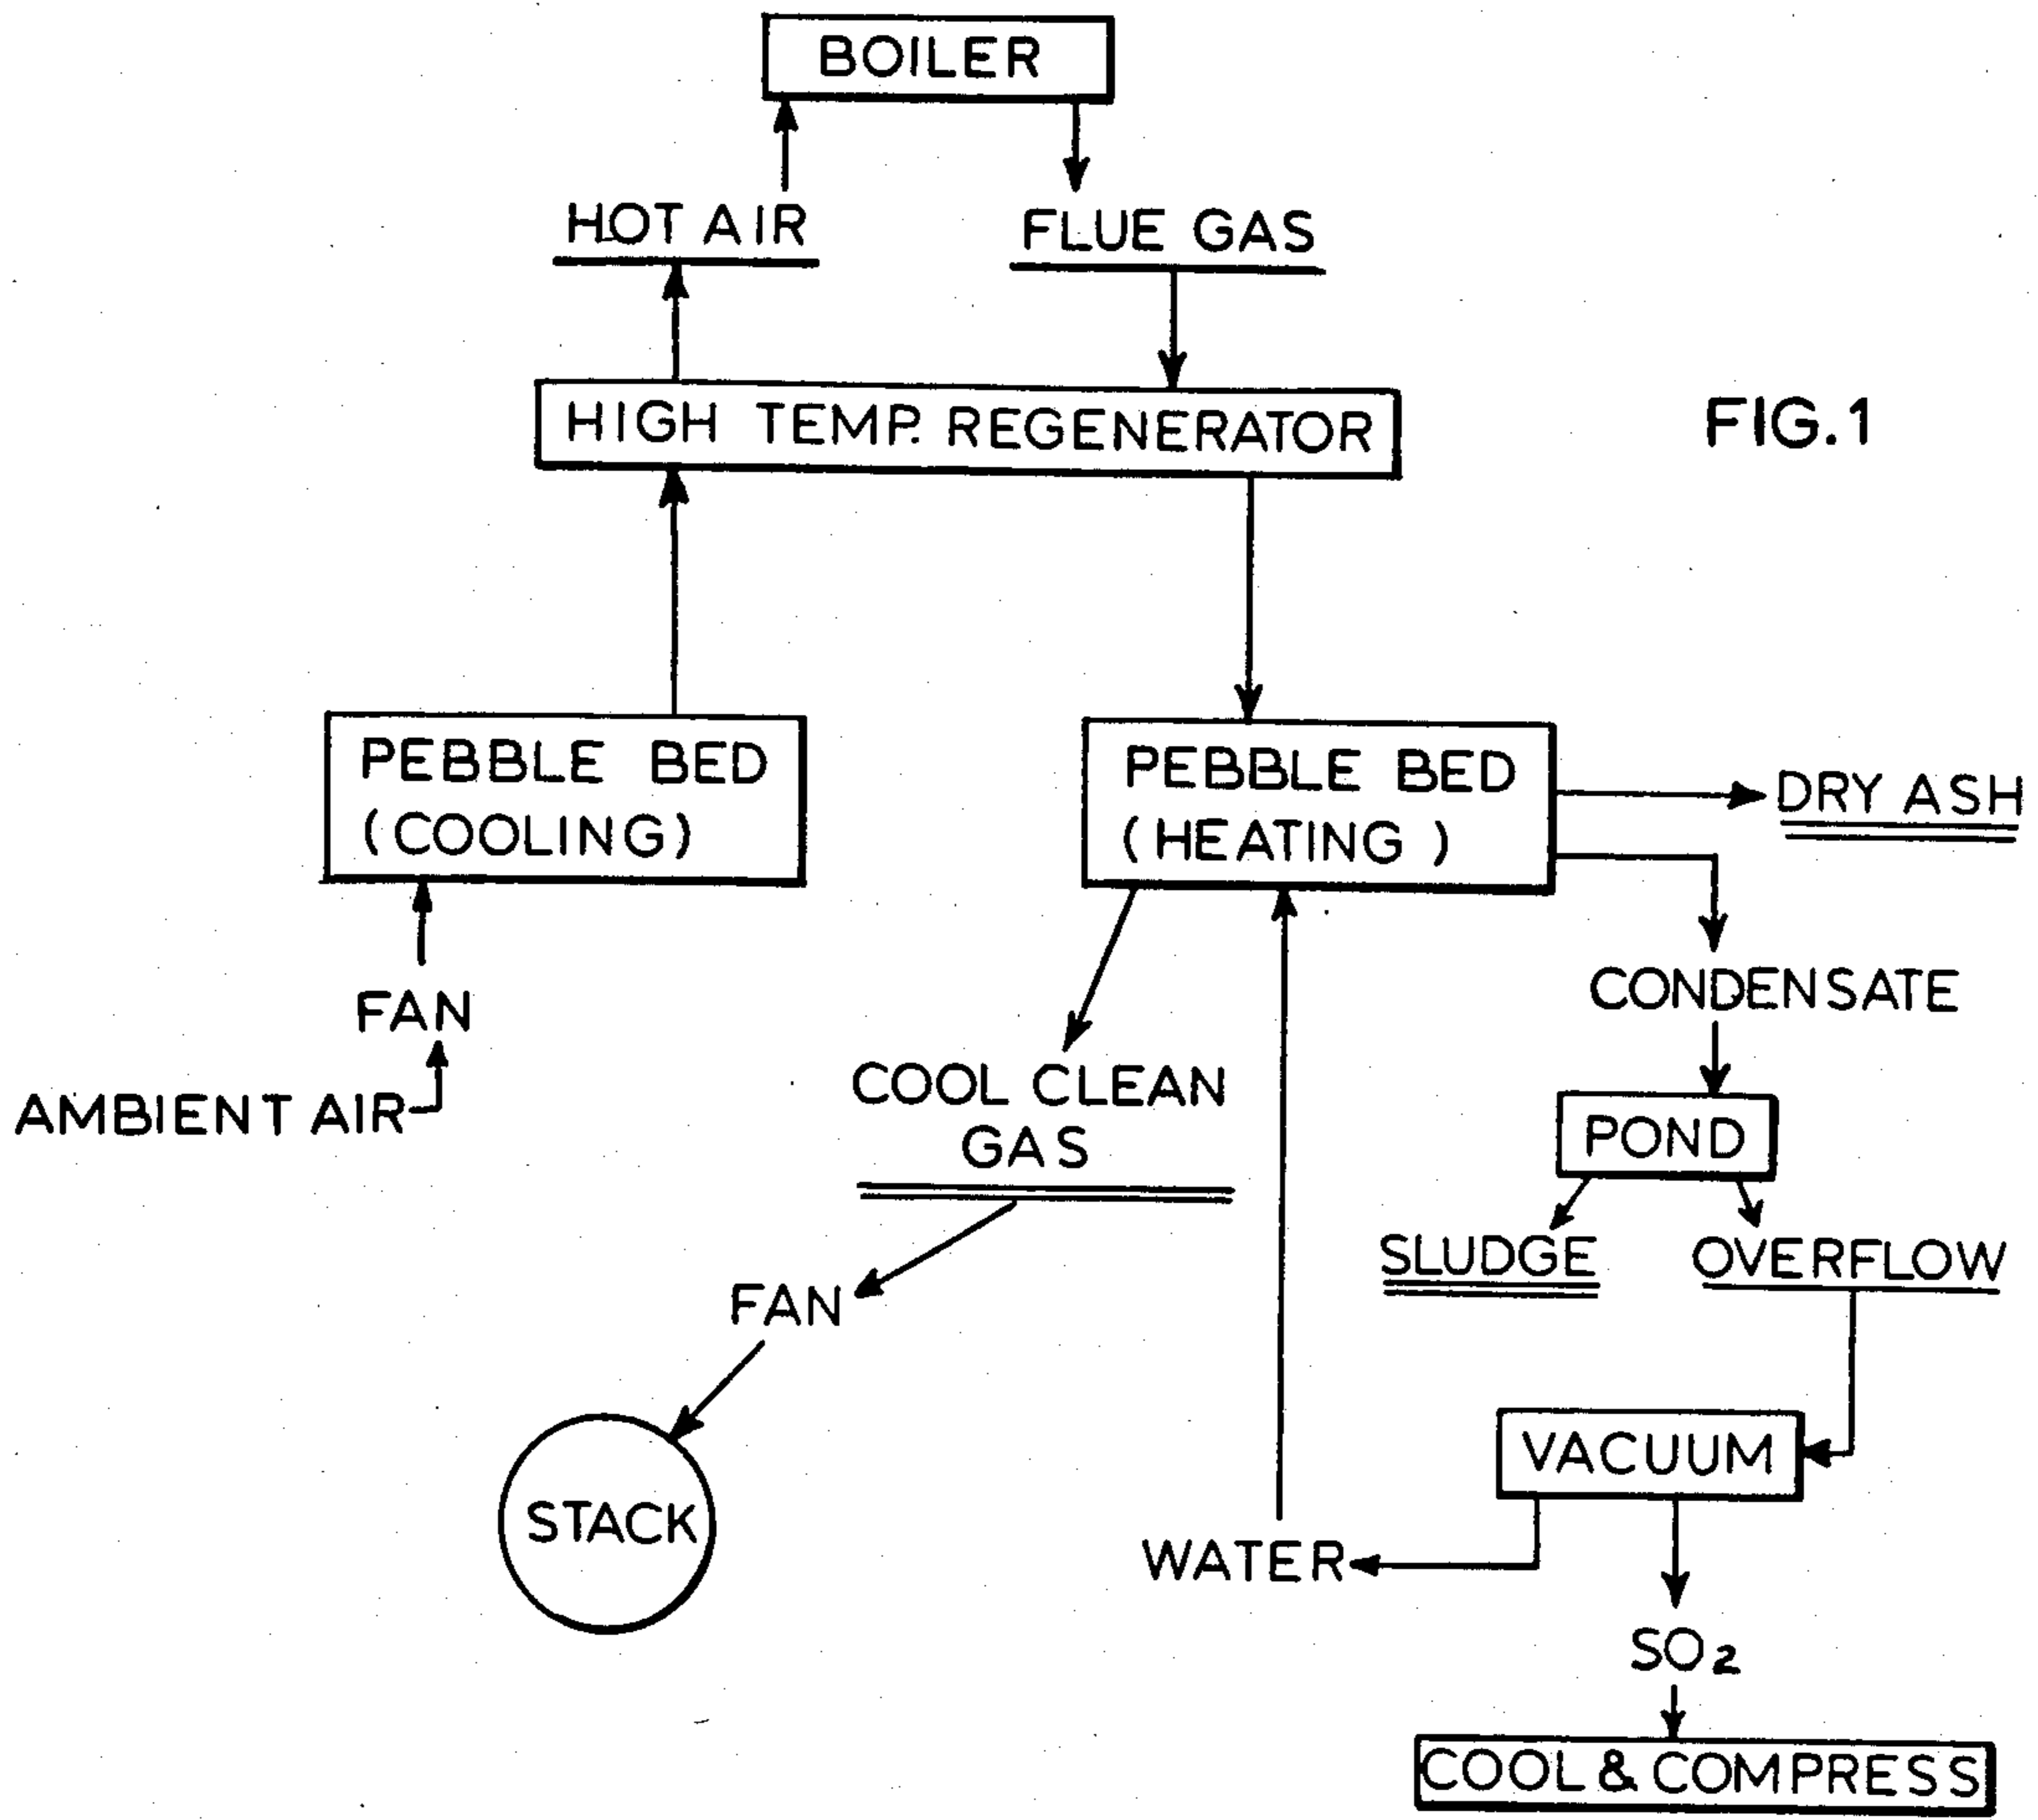 BOILER
HOT AIR
FLUE GAS
HIGH TEMP. REGENERATOR
FIG. 1
PEBBLE BED
(COOLING)
PEBBLE BED
(HEATING)
DRY ASH
FAN
AMBIENT AIR
CONDENSATE
COOL CLEAN
GAS
POND
SLUDGE
OVERFLOW
FAN
VACUUM
STACK
WATER
SO2
COOL & COMPRESS